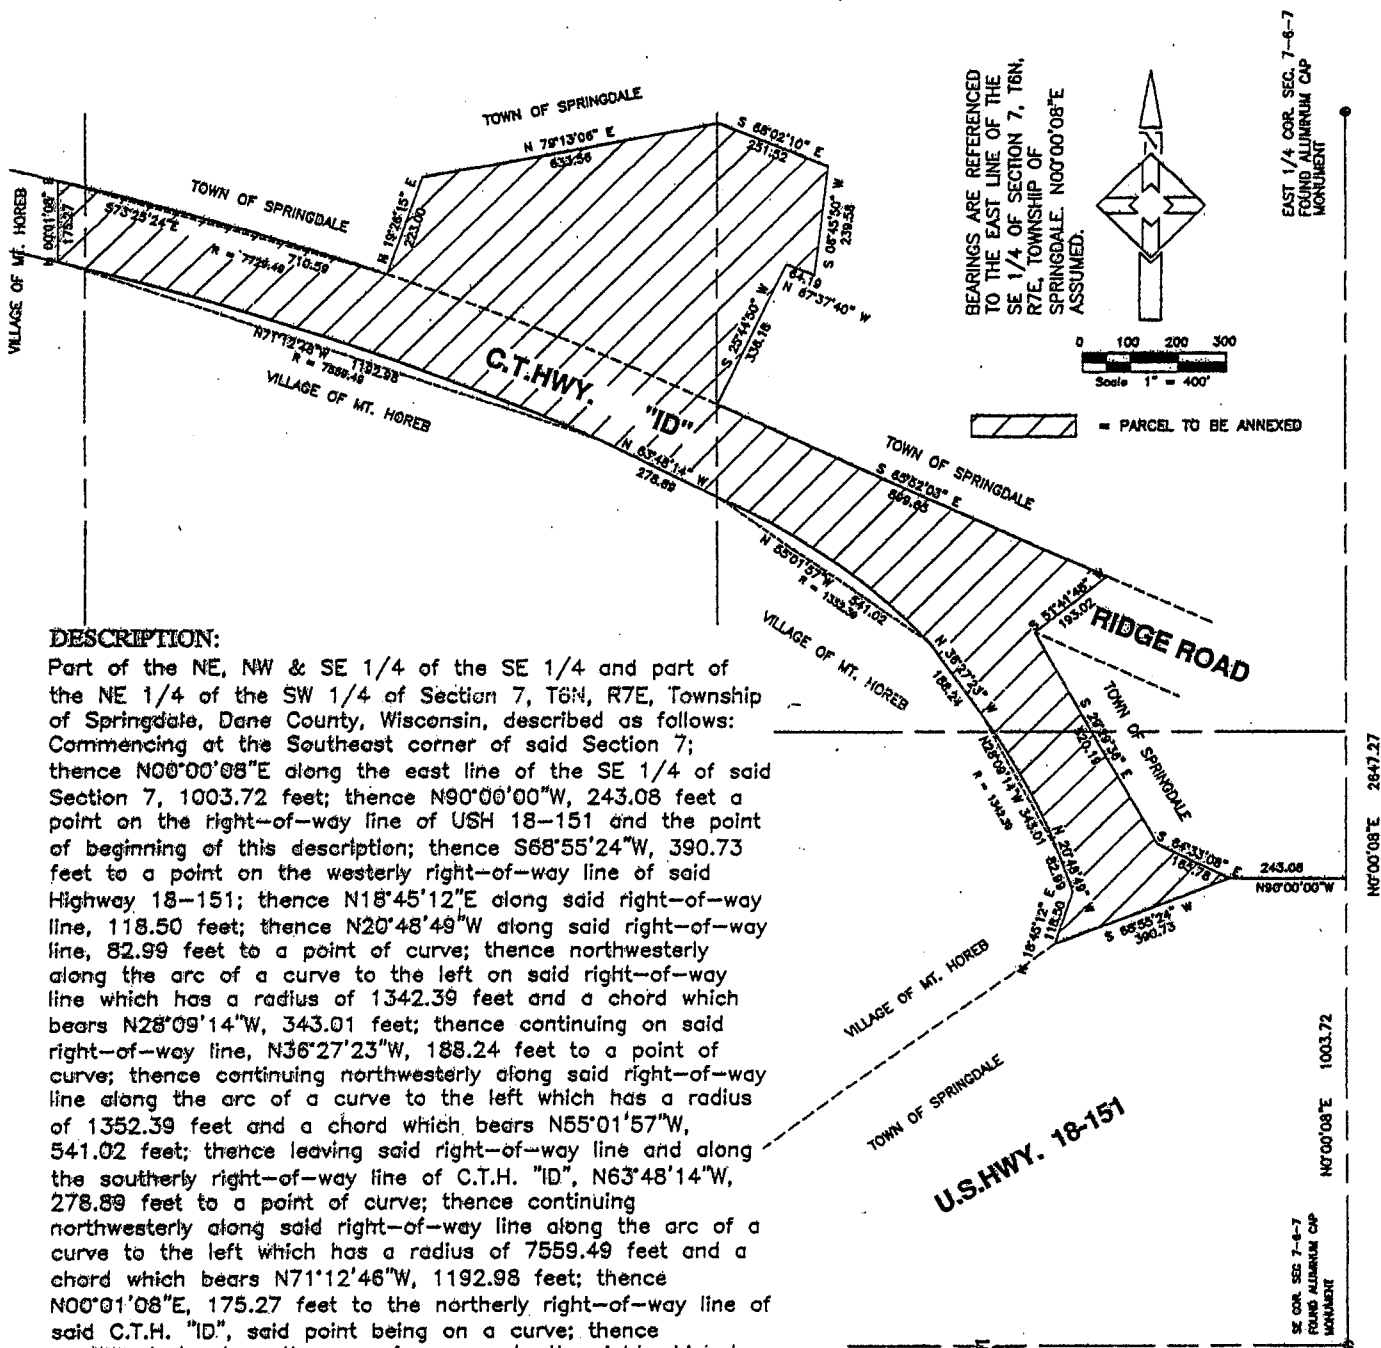 TOWN OF SPRINGDALE
N 79°13'06" E
633.56
S 68°02'10" E
251.52
S 06°45'50" W
239.58
64.19
N 67°37'40" W
S 25°44'50" W
336.18
N 19°26'15" E
223.00
TOWN OF SPRINGDALE
S73°25'24"E
710.59
R = 7729.49
VILLAGE OF MT. HOREB
N 00°01'08" E
175.27
N71°12'46"W 1192.98
R = 7559.49
VILLAGE OF MT. HOREB
C.T.HWY. "ID"
N 63°48'14" W
278.89
BEARINGS ARE REFERENCED
TO THE EAST LINE OF THE
SE 1/4 OF SECTION 7, T6N,
R7E, TOWNSHIP OF
SPRINGDALE. N00°00'08"E
ASSUMED.
N
EAST 1/4 COR. SEC. 7-6-7
FOUND ALUMINUM CAP
MONUMENT
0 100 200 300
Scale 1" = 400'
= PARCEL TO BE ANNEXED
TOWN OF SPRINGDALE
S 65°52'03" E
899.65
N 55°01'57"W 541.02
R = 1352.39
VILLAGE OF MT. HOREB
S 51°41'48" W
193.02
RIDGE ROAD
N 36°27'23" W
188.24
TOWN OF SPRINGDALE
S 29°39'36" E
520.19
N28°09'14"W 343.01
R = 1342.39
N 20°48'49" W
82.99
S 64°33'08" E
163.78
243.08
N90°00'00"W
N 18°45'12" E
118.50
S 68°55'24" W
390.73
N0°00'08"E 2647.27
VILLAGE OF MT. HOREB
TOWN OF SPRINGDALE
U.S.HWY. 18-151
N0°00'08"E 1003.72
SE COR. SEC 7-6-7
FOUND ALUMINUM CAP
MONUMENT
DESCRIPTION:
Part of the NE, NW & SE 1/4 of the SE 1/4 and part of
the NE 1/4 of the SW 1/4 of Section 7, T6N, R7E, Township
of Springdale, Dane County, Wisconsin, described as follows:
Commencing at the Southeast corner of said Section 7;
thence N00°00'08"E along the east line of the SE 1/4 of said
Section 7, 1003.72 feet; thence N90°00'00"W, 243.08 feet a
point on the right-of-way line of USH 18-151 and the point
of beginning of this description; thence S68°55'24"W, 390.73
feet to a point on the westerly right-of-way line of said
Highway 18-151; thence N18°45'12"E along said right-of-way
line, 118.50 feet; thence N20°48'49"W along said right-of-way
line, 82.99 feet to a point of curve; thence northwesterly
along the arc of a curve to the left on said right-of-way
line which has a radius of 1342.39 feet and a chord which
bears N28°09'14"W, 343.01 feet; thence continuing on said
right-of-way line, N36°27'23"W, 188.24 feet to a point of
curve; thence continuing northwesterly along said right-of-way
line along the arc of a curve to the left which has a radius
of 1352.39 feet and a chord which bears N55°01'57"W,
541.02 feet; thence leaving said right-of-way line and along
the southerly right-of-way line of C.T.H. "ID", N63°48'14"W,
278.89 feet to a point of curve; thence continuing
northwesterly along said right-of-way line along the arc of a
curve to the left which has a radius of 7559.49 feet and a
chord which bears N71°12'46"W, 1192.98 feet; thence
N00°01'08"E, 175.27 feet to the northerly right-of-way line of
said C.T.H. "ID", said point being on a curve; thence